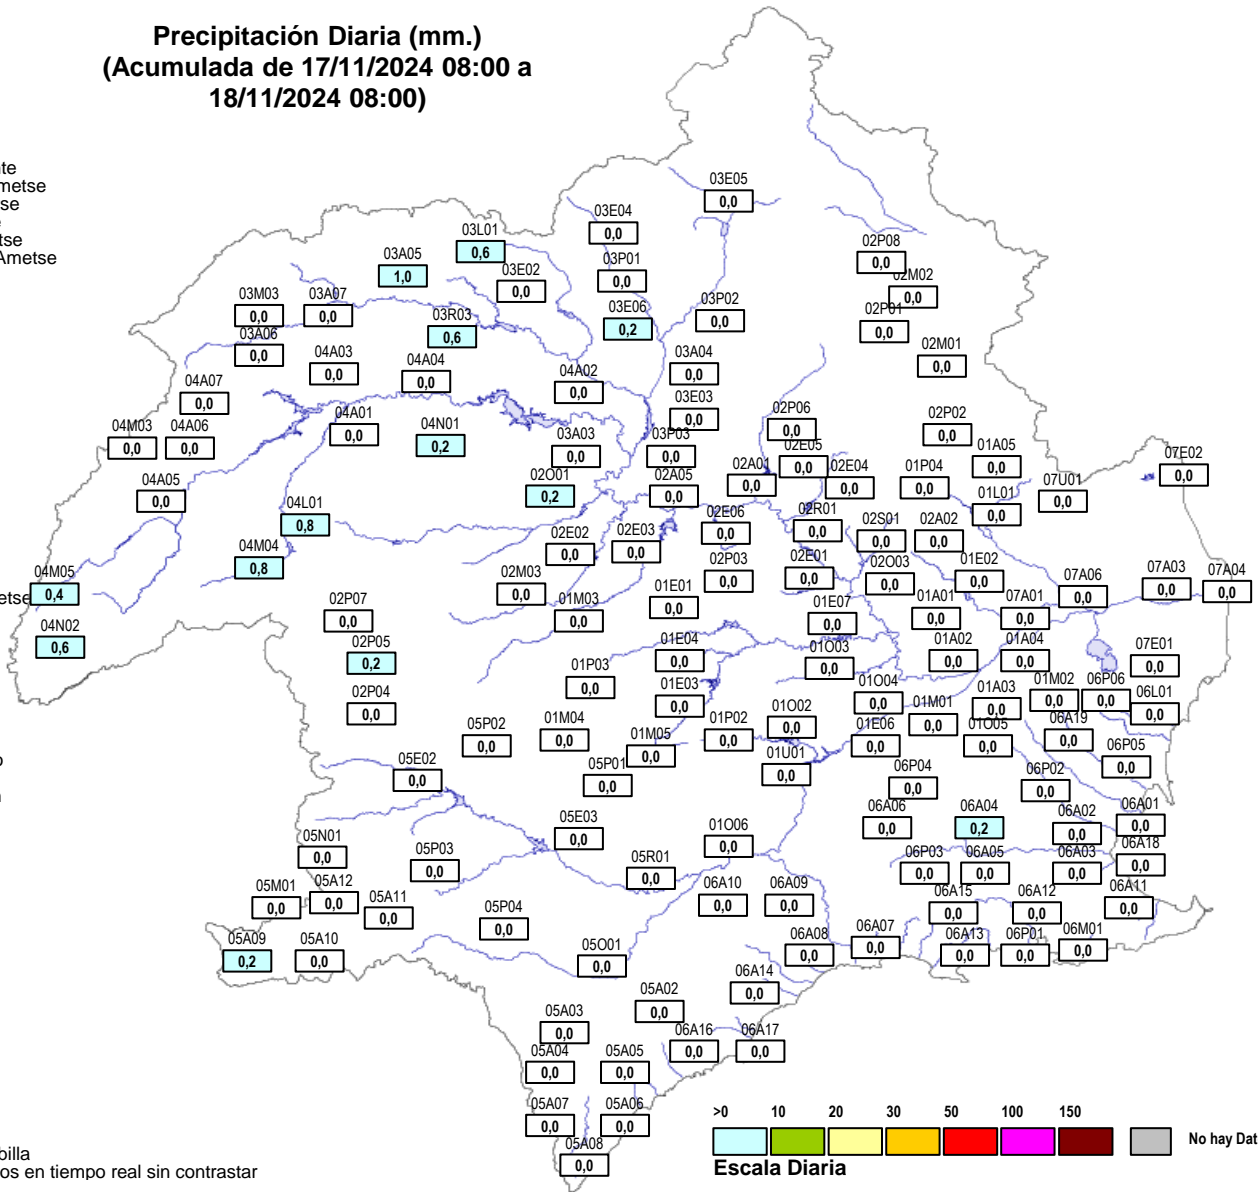 Precipitación Diaria (mm.)
(Acumulada de 17/11/2024 08:00 a
18/11/2024 08:00)
03E05
0,0
03E04
0,0
03L01
0,6
03A05
1,0
03E02
0,0
03P01
0,0
02P08
0,0
02M02
0,0
03M03
0,0
03A07
0,0
03R03
0,6
03E06
0,2
03P02
0,0
02P01
0,0
03A06
0,0
04A03
0,0
04A04
0,0
04A02
0,0
03A04
0,0
02M01
0,0
04A07
0,0
03E03
0,0
04M03
0,0
04A06
0,0
04A01
0,0
04N01
0,2
03A03
0,0
03P03
0,0
02P06
0,0
02P02
0,0
02E05
0,0
01A05
0,0
07E02
0,0
04A05
0,0
02O01
0,2
02A05
0,0
02A01
0,0
02E04
0,0
01P04
0,0
07U01
0,0
04L01
0,8
01L01
0,0
02E06
0,0
02R01
0,0
02S01
0,0
02A02
0,0
04M04
0,8
02E02
0,0
02E03
0,0
04M05
0,4
02M03
0,0
02P03
0,0
02E01
0,0
02O03
0,0
01E02
0,0
07A06
0,0
07A03
0,0
07A04
0,0
02P07
0,0
01M03
0,0
01E01
0,0
01E07
0,0
01A01
0,0
07A01
0,0
04N02
0,6
02P05
0,2
01E04
0,0
01O03
0,0
01A02
0,0
01A04
0,0
07E01
0,0
02P04
0,0
01P03
0,0
01E03
0,0
01O04
0,0
01A03
0,0
01M02
0,0
06P06
0,0
06L01
0,0
05P02
0,0
01M04
0,0
01M05
0,0
01P02
0,0
01O02
0,0
01E06
0,0
01M01
0,0
01O05
0,0
06A19
0,0
05E02
0,0
05P01
0,0
01U01
0,0
06P04
0,0
06P02
0,0
06P05
0,0
05E03
0,0
01O06
0,0
06A06
0,0
06A04
0,2
06A02
0,0
06A01
0,0
05N01
0,0
05P03
0,0
05R01
0,0
06P03
0,0
06A05
0,0
06A03
0,0
06A18
0,0
05M01
0,0
05A12
0,0
05A11
0,0
06A10
0,0
06A09
0,0
06A15
0,0
06A12
0,0
06A11
0,0
05A09
0,2
05A10
0,0
05P04
0,0
05O01
0,0
06A08
0,0
06A07
0,0
06A13
0,0
06P01
0,0
06M01
0,0
06A14
0,0
05A02
0,0
05A03
0,0
06A16
0,0
06A17
0,0
05A04
0,0
05A05
0,0
05A07
0,0
05A06
0,0
05A08
0,0
>0 10 20 30 50 100 150
No hay Dat
Escala Diaria
billa
os en tiempo real sin contrastar